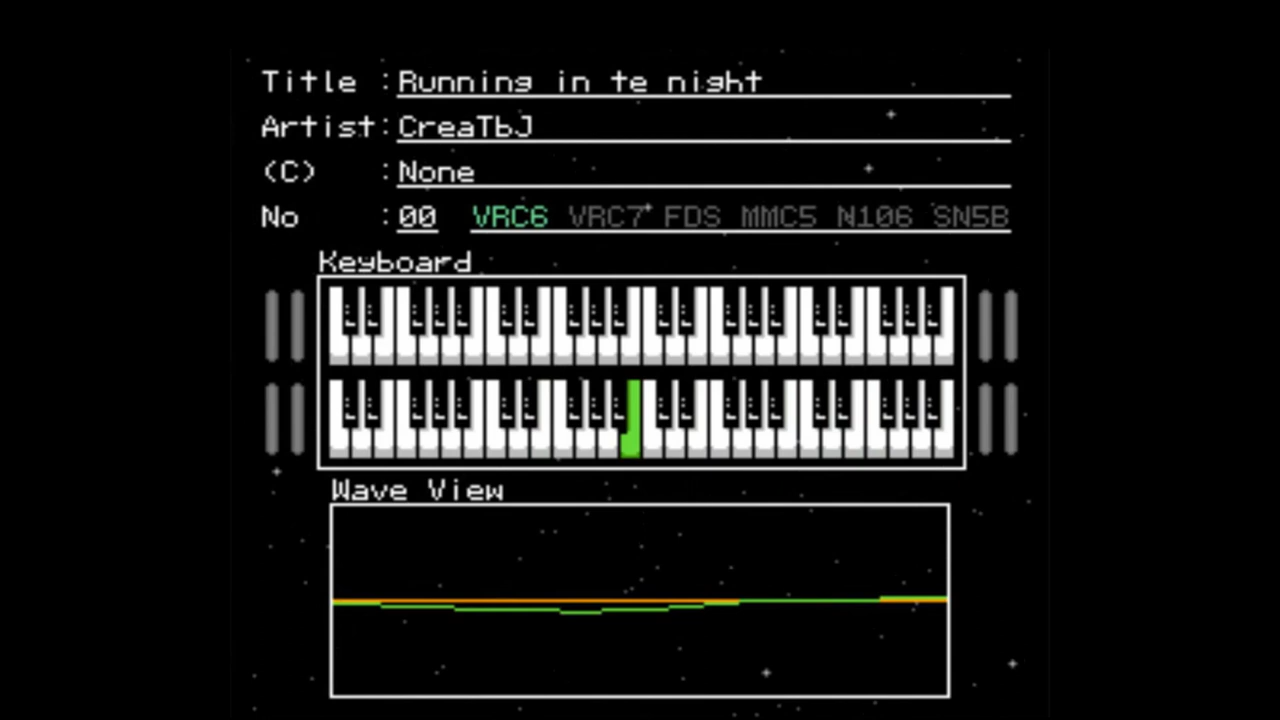 Title :Running in te night
Artist:CreaTbJ
(C) :None
No :00 VRC6 VRC7 FDS MMC5 N106 SN5B
Keyboard
Wave View